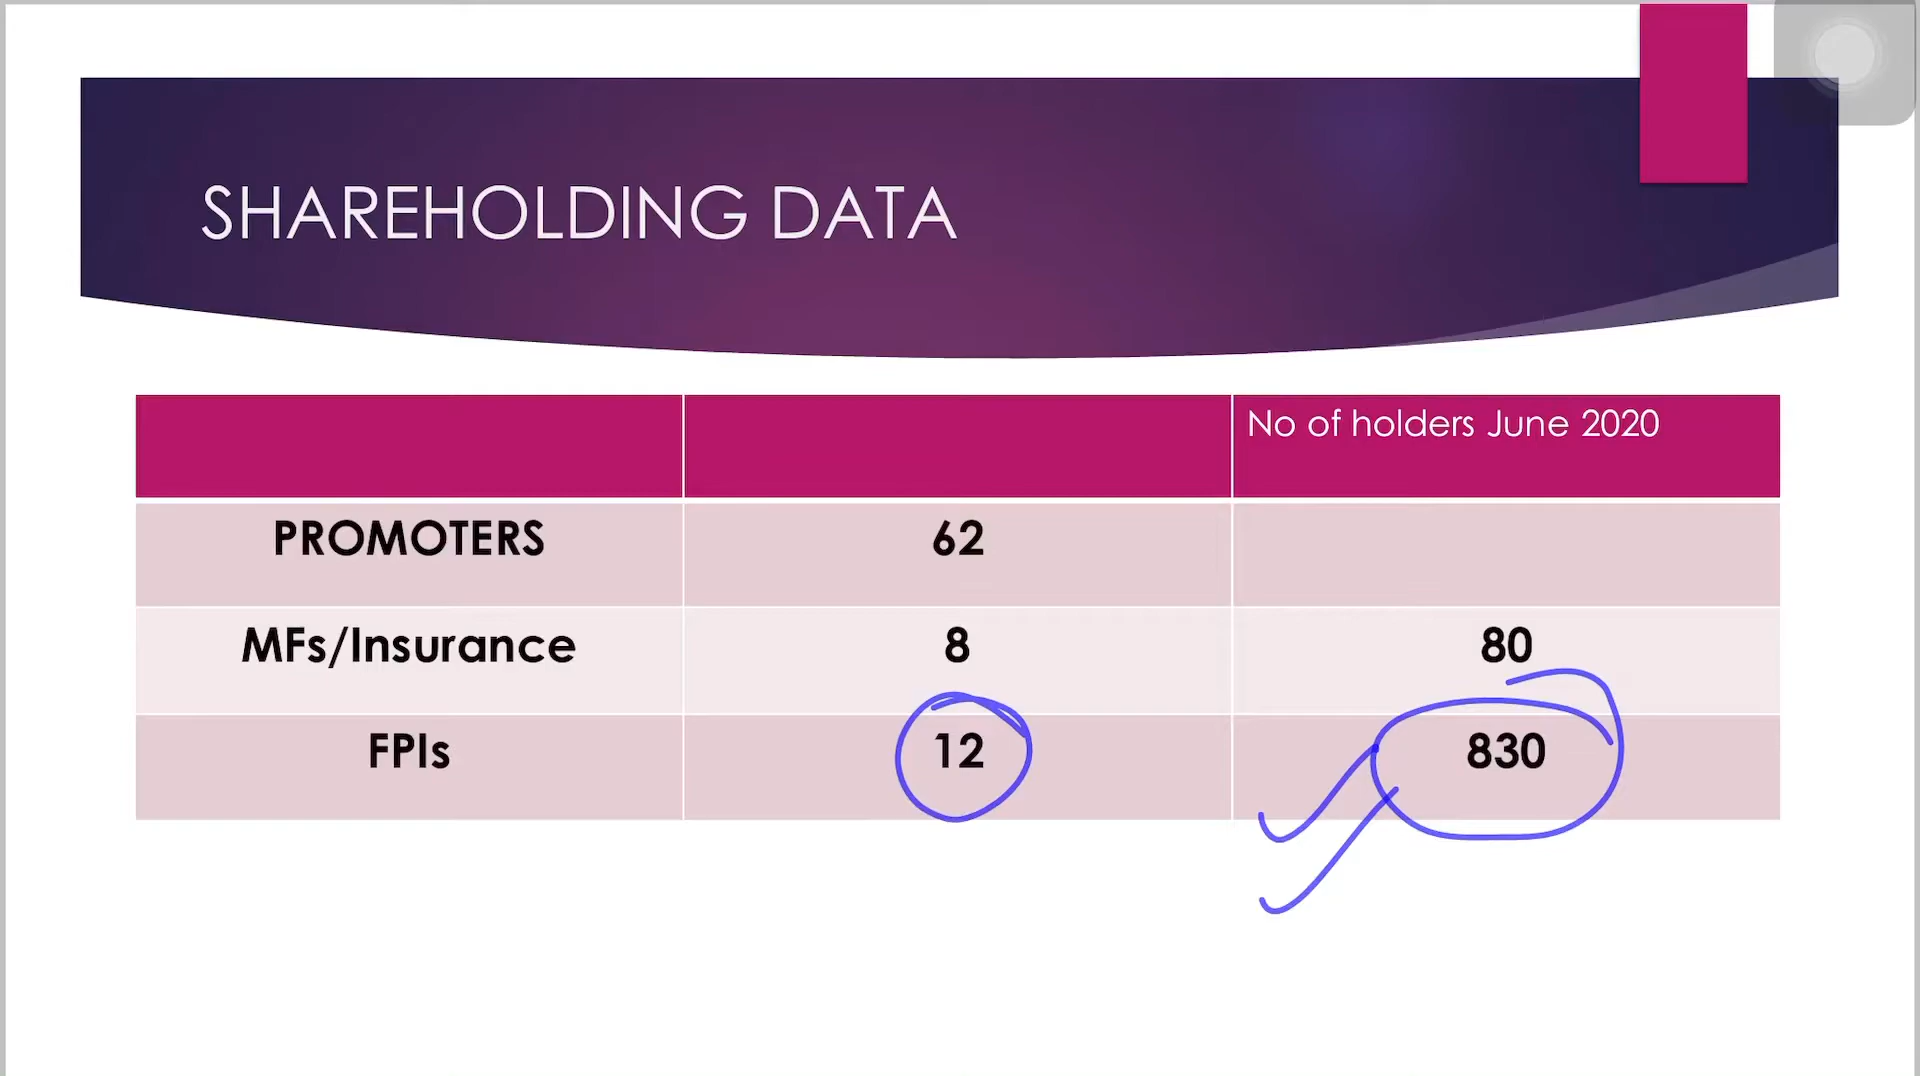 SHAREHOLDING DATA
No of holders June 2020
PROMOTERS 62
MFs/Insurance 8 80
FPIs 12 830